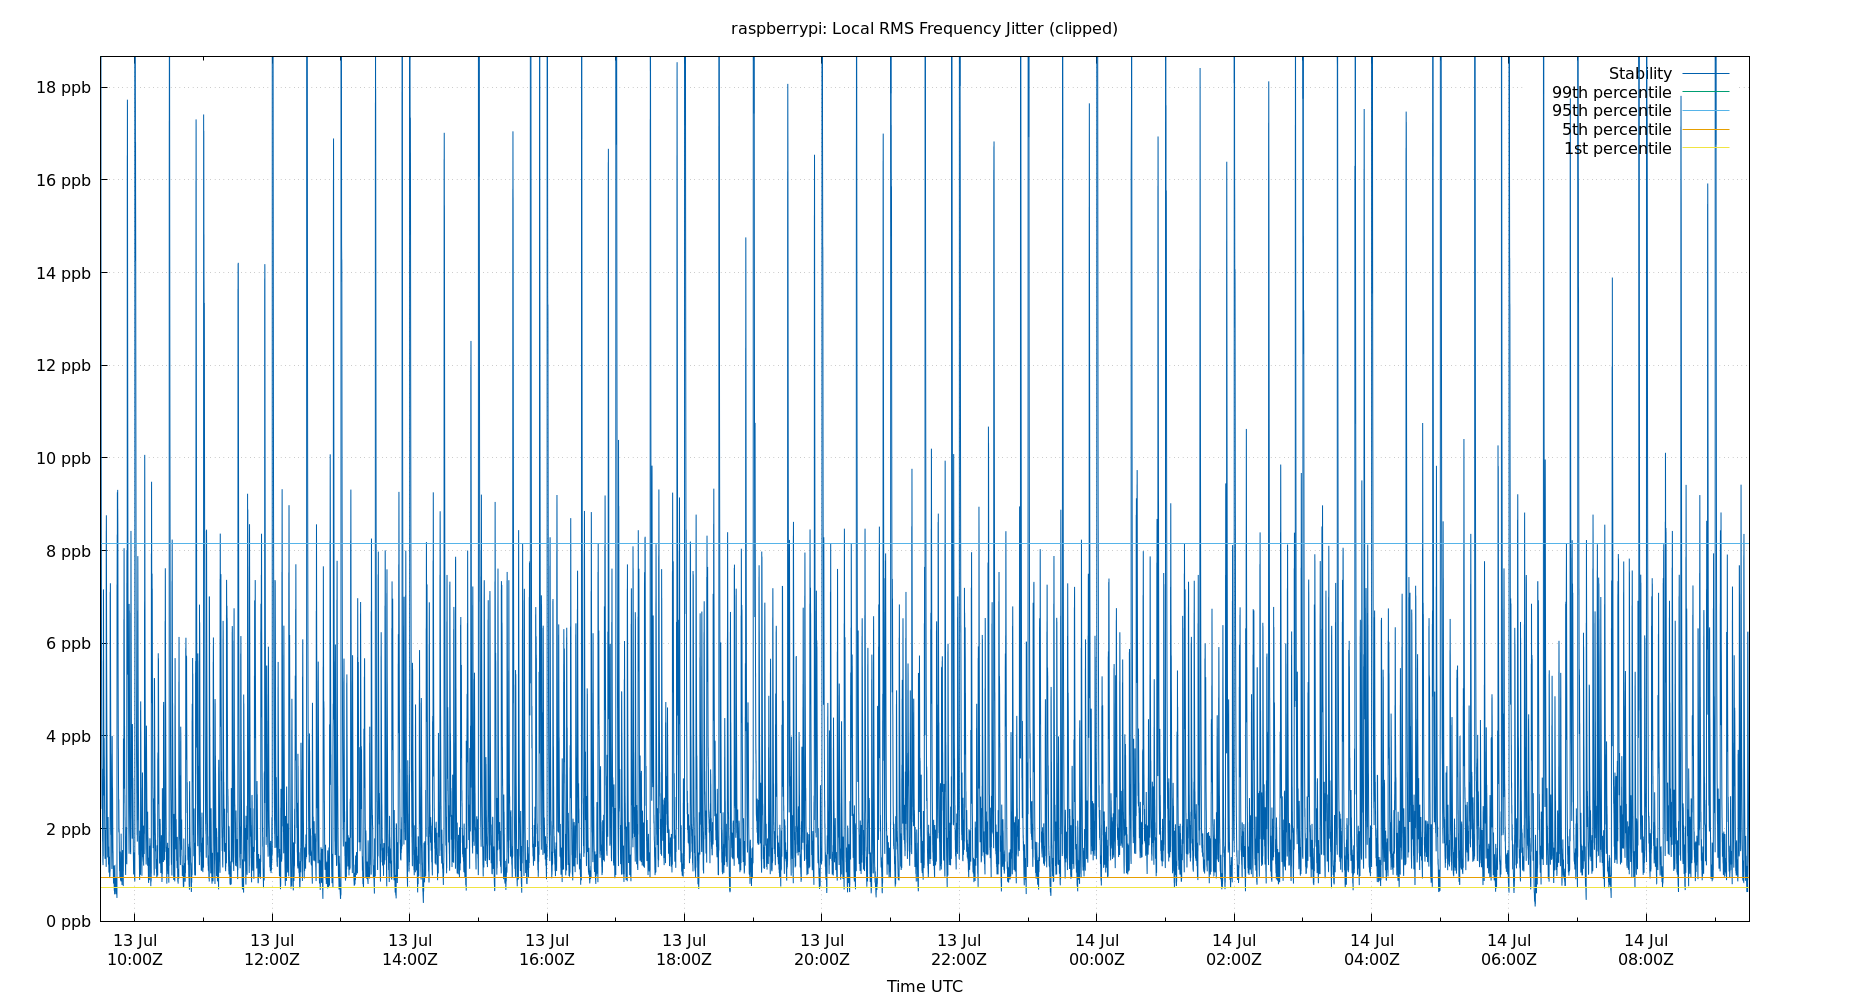 raspberrypi: Local RMS Frequency Jitter (clipped)
Stability
99th percentile
95th percentile
5th percentile
1st percentile
18 ppb
16 ppb
14 ppb
12 ppb
10 ppb
8 ppb
6 ppb
4 ppb
2 ppb
0 ppb
13 Jul 13 Jul 13 Jul 13 Jul 13 Jul 13 Jul 13 Jul 14 Jul 14 Jul 14 Jul 14 Jul 14 Jul
10:00Z 12:00Z 14:00Z 16:00Z 18:00Z 20:00Z 22:00Z 00:00Z 02:00Z 04:00Z 06:00Z 08:00Z
Time UTC